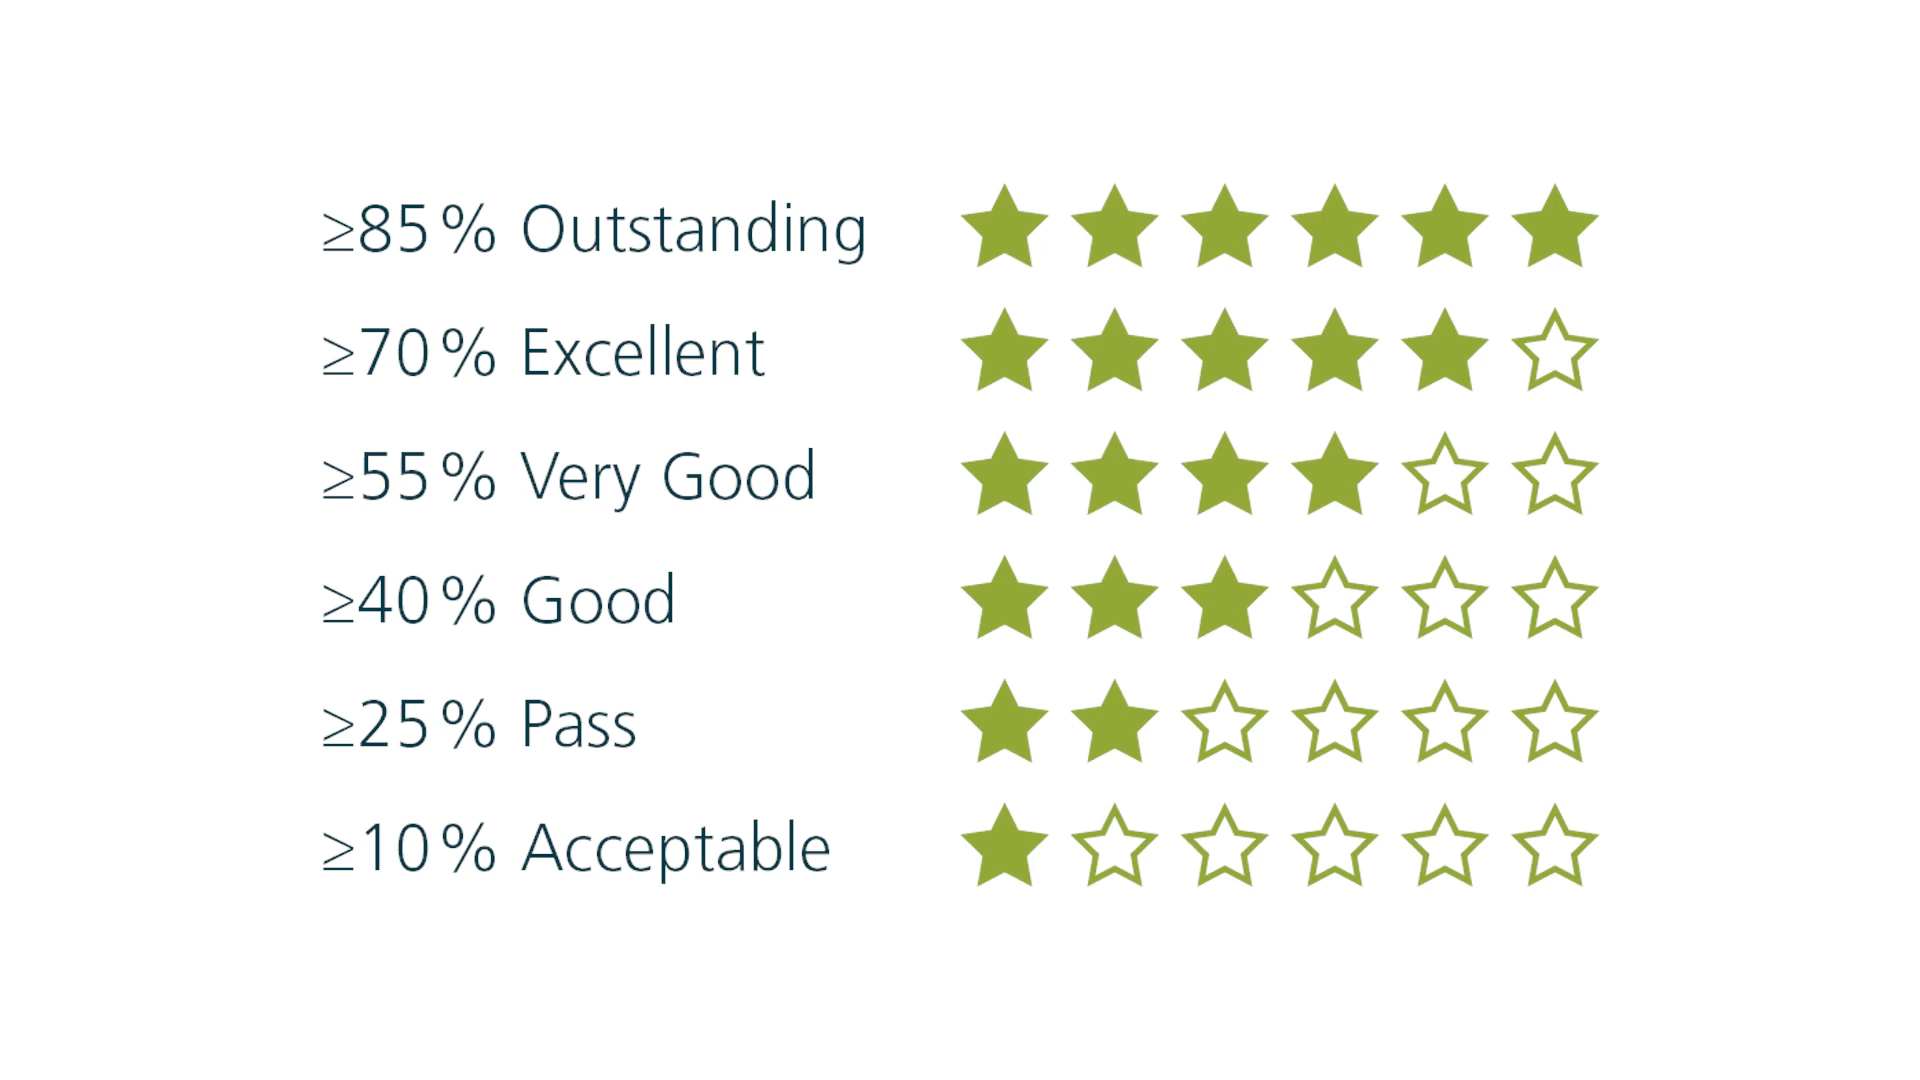 ≥85% Outstanding
≥70% Excellent
≥55% Very Good
≥40% Good
≥25% Pass
≥10% Acceptable